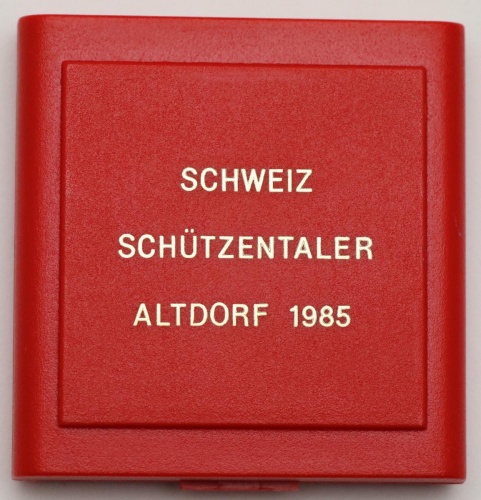 SCHWEIZ
SCHÜTZENTALER
ALTDORF 1985